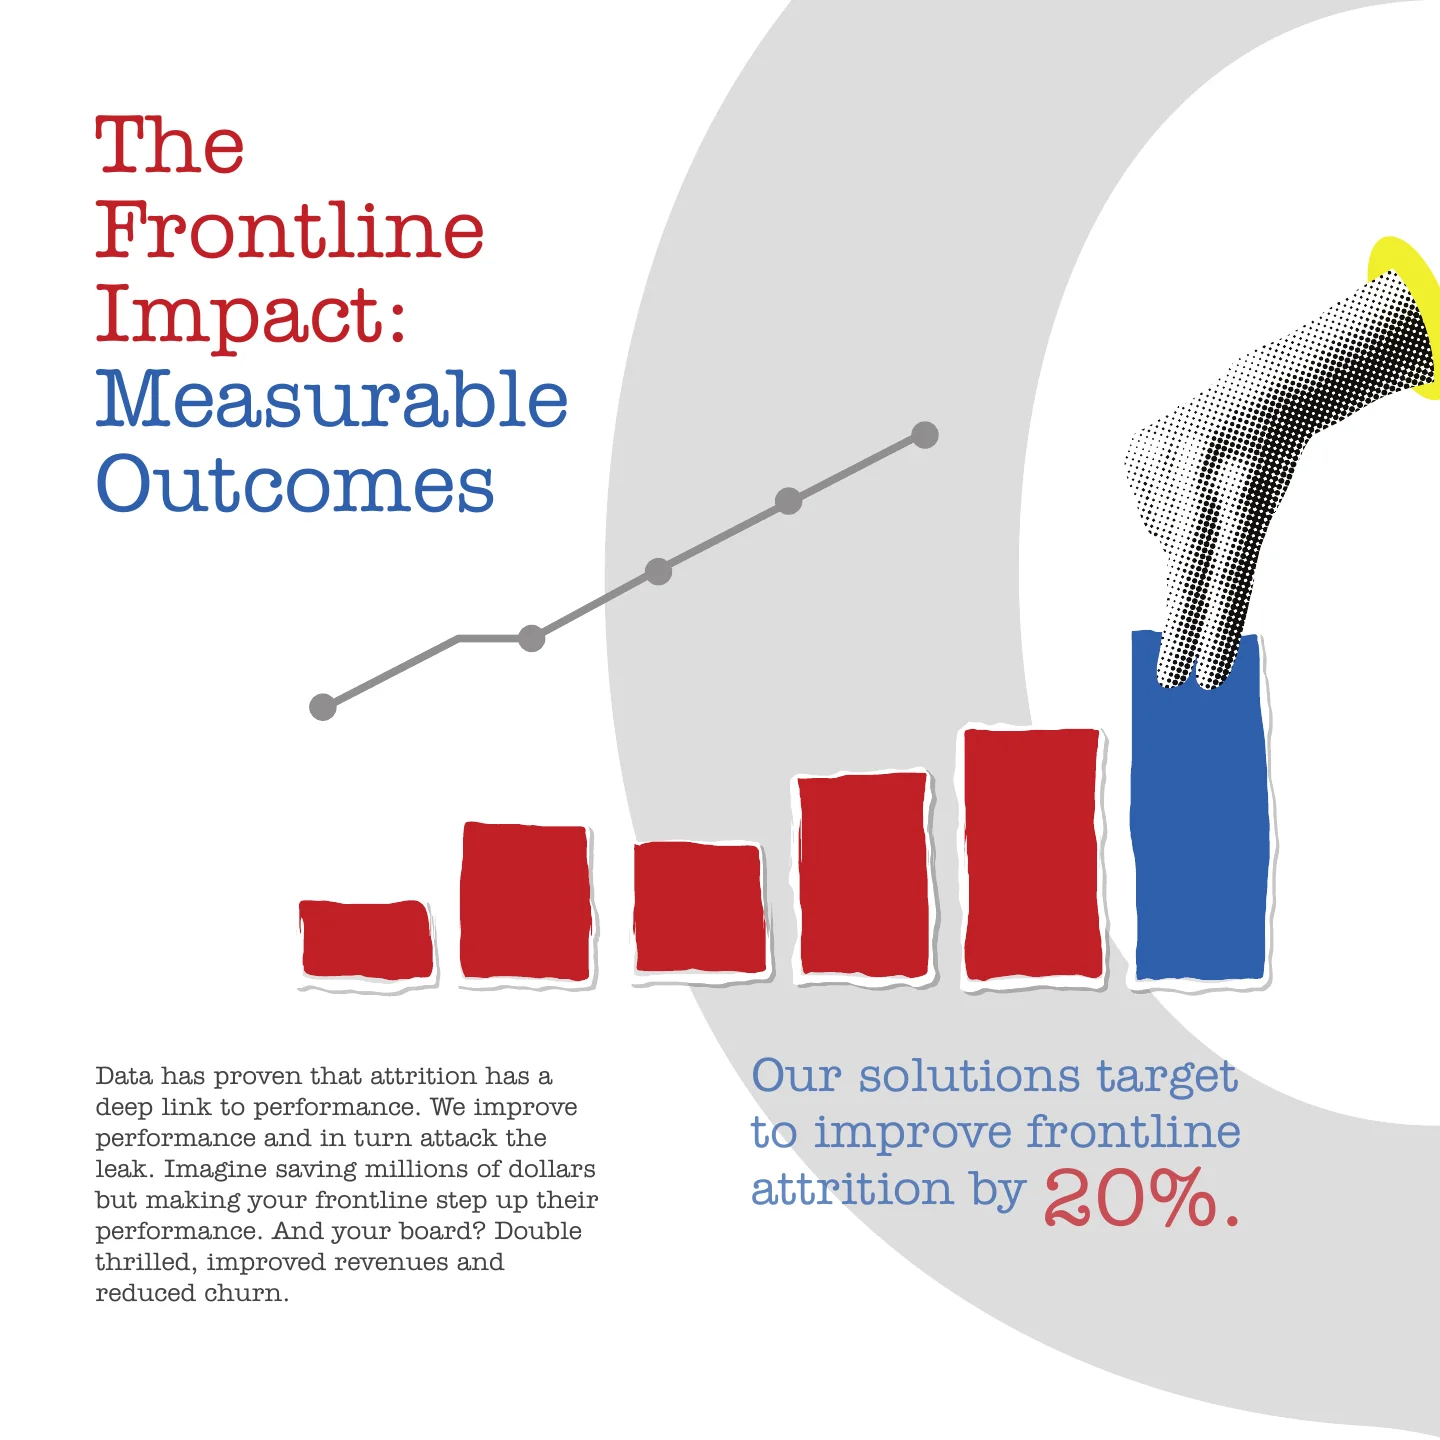 The
Frontline
Impact:
Measurable
Outcomes
Data has proven that attrition has a
deep link to performance. We improve
performance and in turn attack the
leak. Imagine saving millions of dollars
but making your frontline step up their
performance. And your board? Double
thrilled, improved revenues and
reduced churn.
Our solutions target
to improve frontline
attrition by 20%.